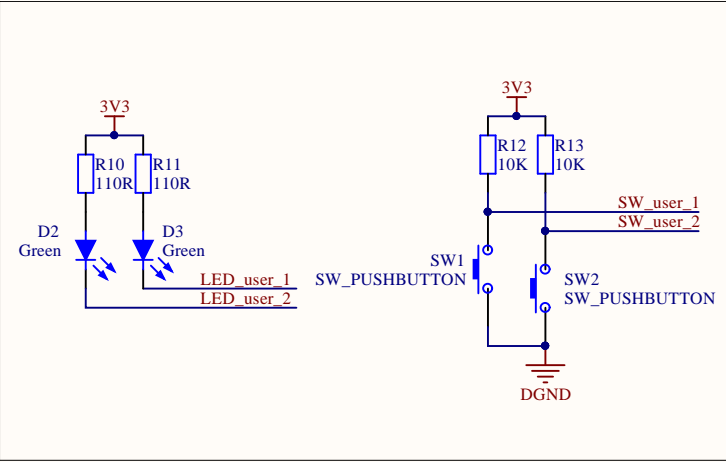 3V3
R10
110R
R11
110R
D2
Green
D3
Green
LED_user_1
LED_user_2
3V3
R12
10K
R13
10K
SW_user_1
SW_user_2
SW1
SW_PUSHBUTTON
SW2
SW_PUSHBUTTON
DGND